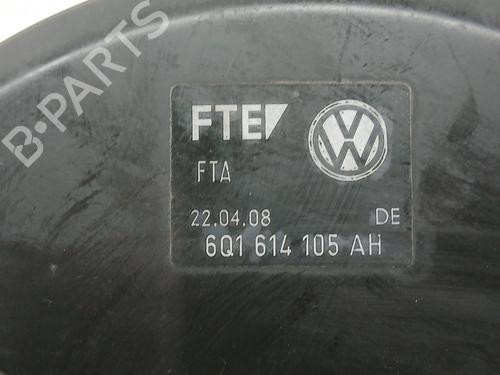 B-PARTS
FTE
FTA
22.04.08 DE
6Q1 614 105 AH